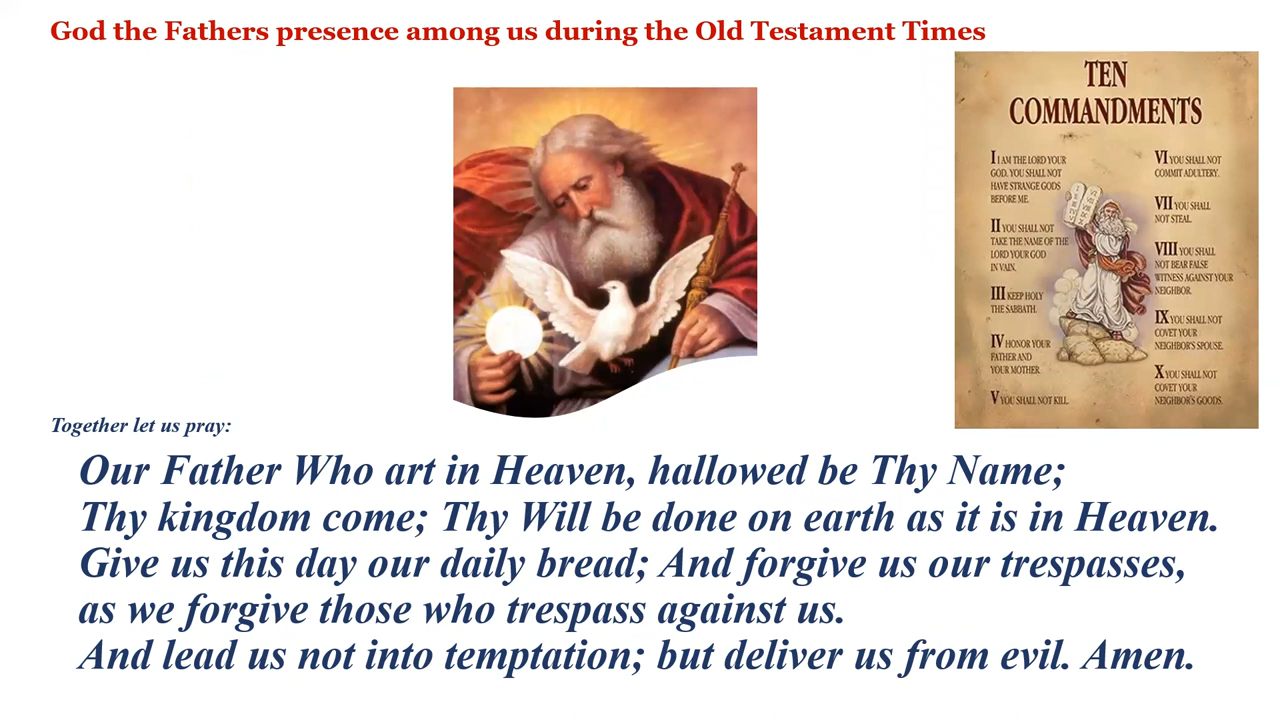 God the Fathers presence among us during the Old Testament Times
TEN
COMMANDMENTS
I I AM THE LORD YOUR
GOD. YOU SHALL NOT
HAVE STRANGE GODS
BEFORE ME.
II YOU SHALL NOT
TAKE THE NAME OF THE
LORD YOUR GOD
IN VAIN.
III KEEP HOLY
THE SABBATH.
IV HONOR YOUR
FATHER AND
YOUR MOTHER.
V YOU SHALL NOT KILL.
VI YOU SHALL NOT
COMMIT ADULTERY.
VII YOU SHALL
NOT STEAL.
VIII YOU SHALL
NOT BEAR FALSE
WITNESS AGAINST YOUR
NEIGHBOR.
IX YOU SHALL NOT
COVET YOUR
NEIGHBOR'S SPOUSE.
X YOU SHALL NOT
COVET YOUR
NEIGHBOR'S GOODS.
Together let us pray:
Our Father Who art in Heaven, hallowed be Thy Name;
Thy kingdom come; Thy Will be done on earth as it is in Heaven.
Give us this day our daily bread; And forgive us our trespasses,
as we forgive those who trespass against us.
And lead us not into temptation; but deliver us from evil. Amen.